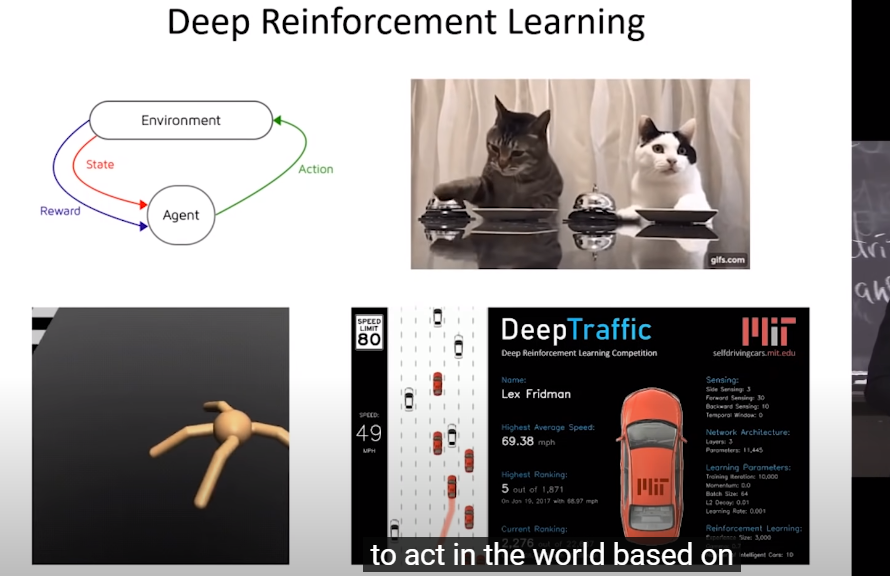 Deep Reinforcement Learning
Environment
State
Action
Reward
Agent
gifs.com
SPEED
LIMIT
80
SPEED:
49
MPH
DeepTraffic
Deep Reinforcement Learning Competition
MIT
selfdrivingcars.mit.edu
Name:
Lex Fridman
Highest Average Speed:
69.38 mph
Highest Ranking:
5 out of 1,871
On Jan 19, 2017 with 68.97 mph
Current Ranking:
2,276 out of
MIT
Sensing:
Side Sensing: 3
Forward Sensing: 30
Backward Sensing: 10
Temporal Window: 0
Network Architecture:
Layers: 3
Parameters: 11,445
Learning Parameters:
Training Iteration: 10,000
Momentum: 0.0
Batch Size: 64
L2 Decay: 0.01
Learning Rate: 0.001
Reinforcement Learning:
Size: 3,000
Intelligent Cars: 10
to act in the world based on